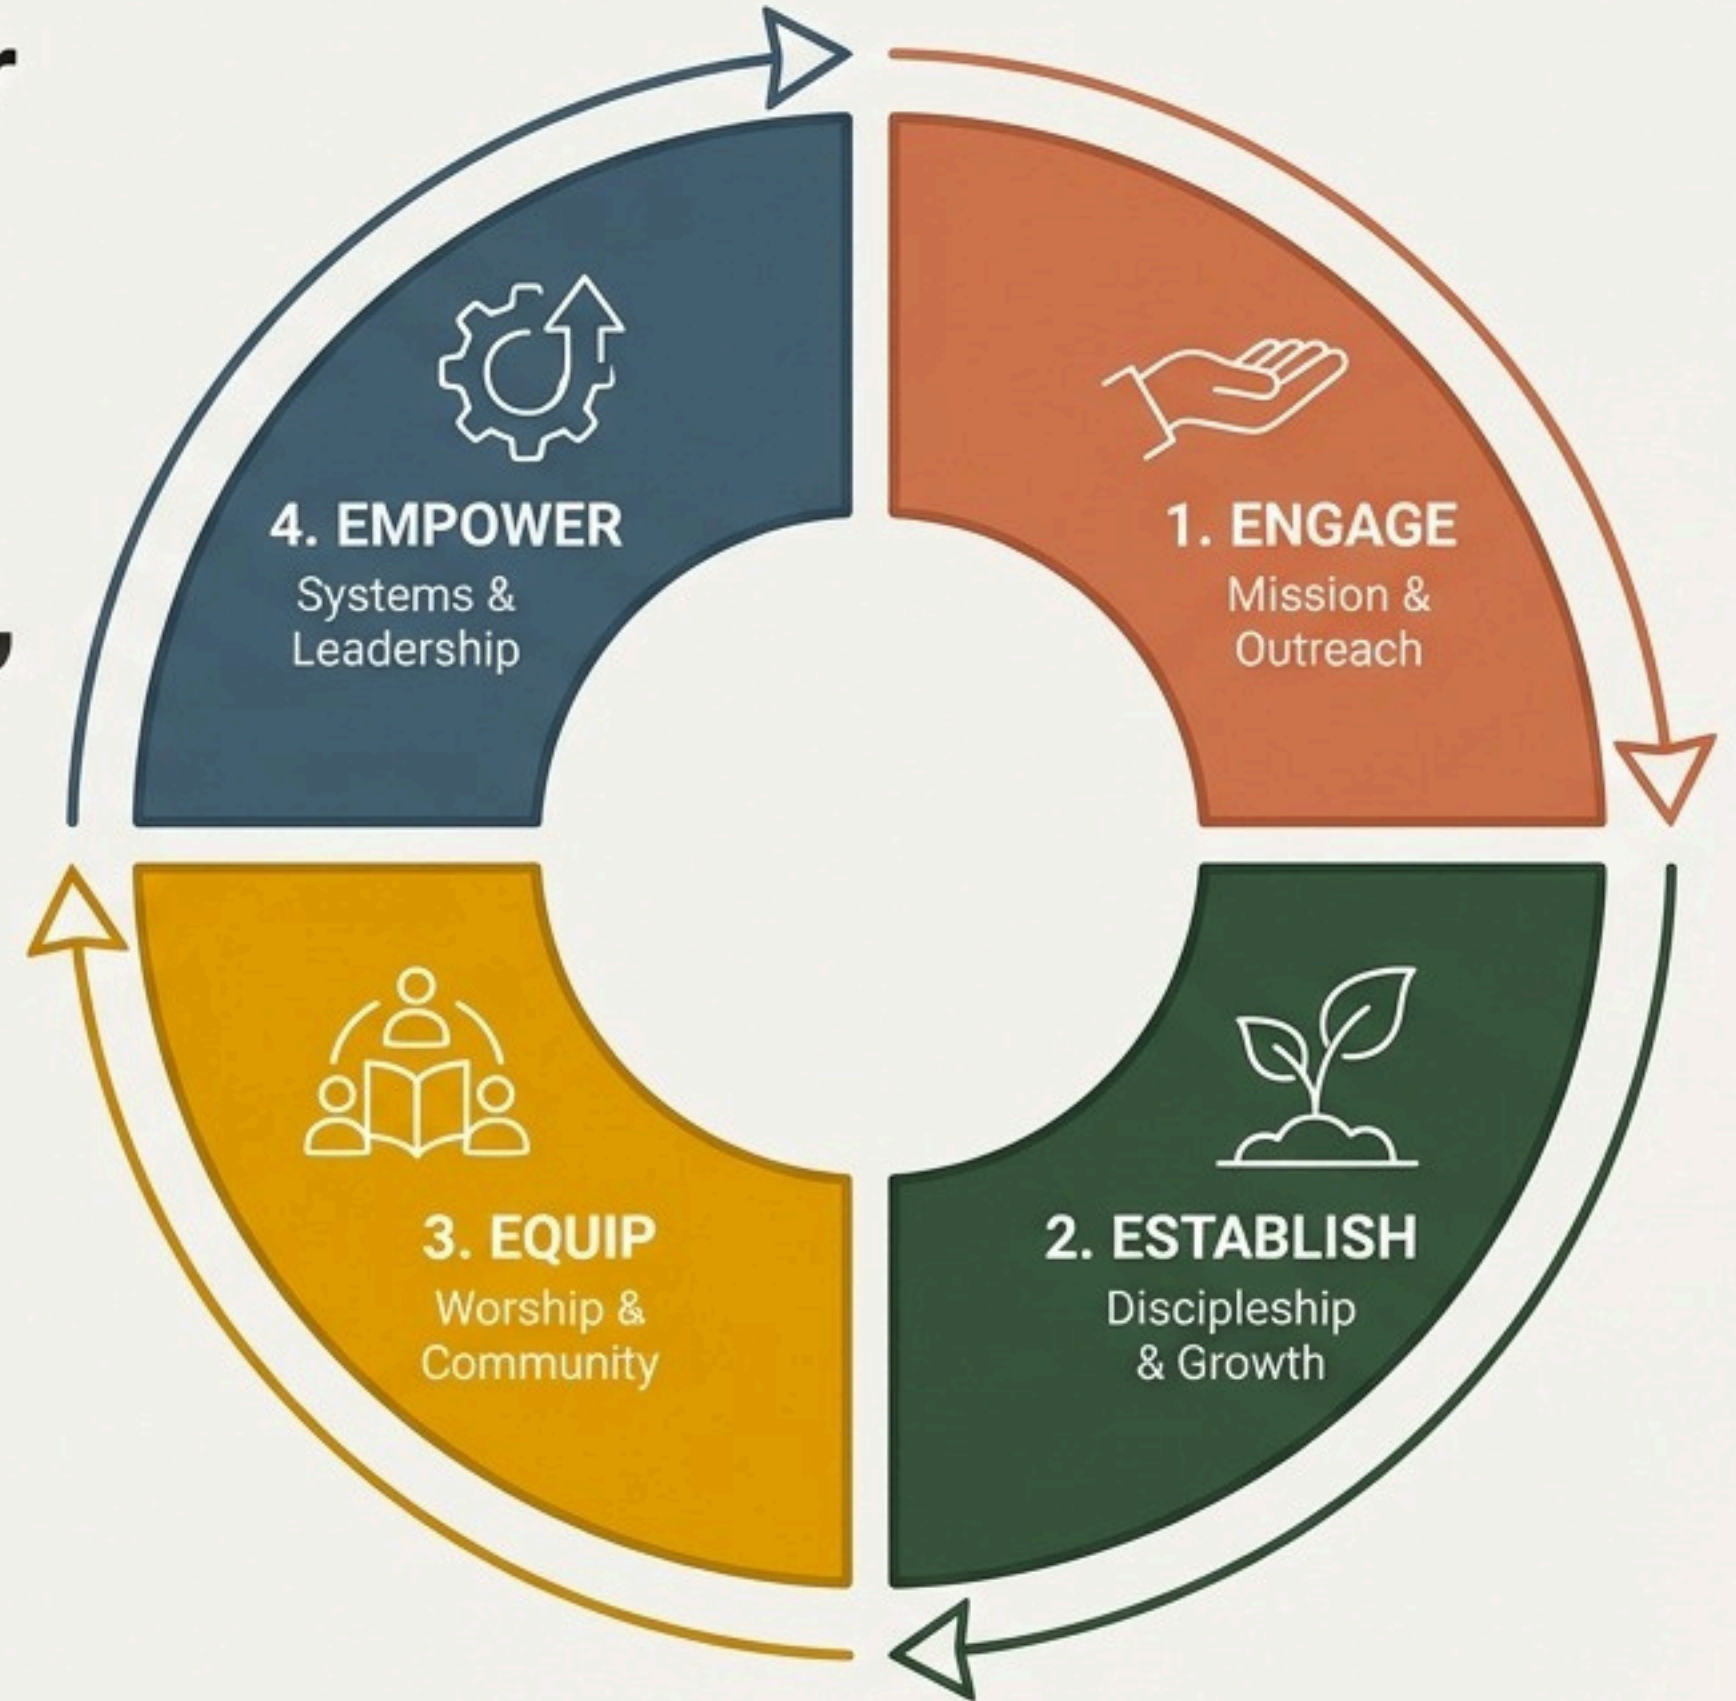 1. ENGAGE
Mission &
Outreach
2. ESTABLISH
Discipleship
& Growth
3. EQUIP
Worship &
Community
4. EMPOWER
Systems &
Leadership